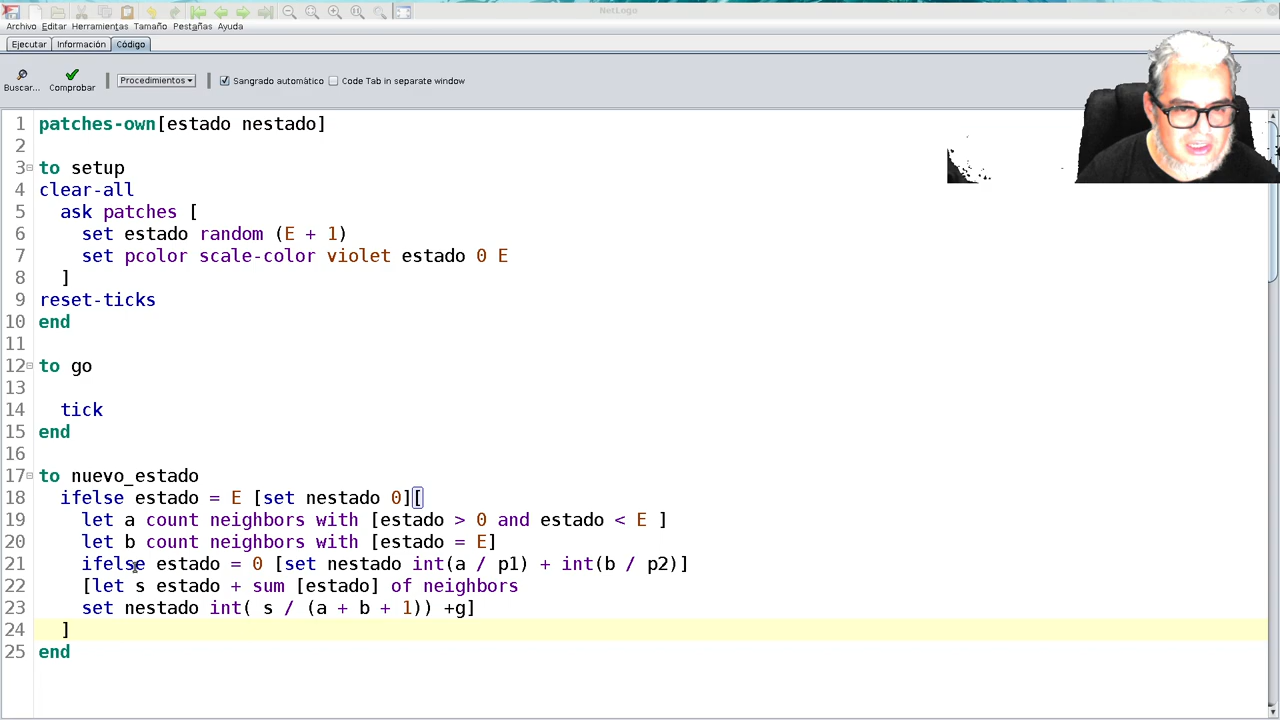 NetLogo
Archivo Editar Herramientas Tamaño Pestañas Ayuda
Ejecutar Información Código
Buscar... Comprobar Procedimientos Sangrado automático Code Tab in separate window
1 patches-own[estado nestado]
2
3 to setup
4 clear-all
5 ask patches [
6 set estado random (E + 1)
7 set pcolor scale-color violet estado 0 E
8 ]
9 reset-ticks
10 end
11
12 to go
13
14 tick
15 end
16
17 to nuevo_estado
18 ifelse estado = E [set nestado 0][
19 let a count neighbors with [estado > 0 and estado < E ]
20 let b count neighbors with [estado = E]
21 ifelse estado = 0 [set nestado int(a / p1) + int(b / p2)]
22 [let s estado + sum [estado] of neighbors
23 set nestado int( s / (a + b + 1)) +g]
24 ]
25 end